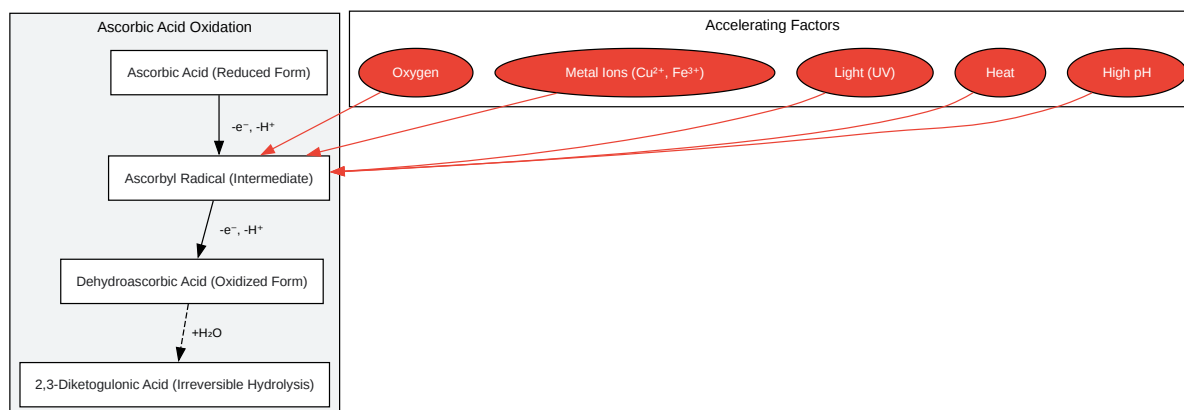 Ascorbic Acid Oxidation
Accelerating Factors
Ascorbic Acid (Reduced Form)
Oxygen
Metal Ions (Cu²⁺, Fe³⁺)
Light (UV)
Heat
High pH
-e⁻, -H⁺
Ascorbyl Radical (Intermediate)
-e⁻, -H⁺
Dehydroascorbic Acid (Oxidized Form)
+H₂O
2,3-Diketogulonic Acid (Irreversible Hydrolysis)